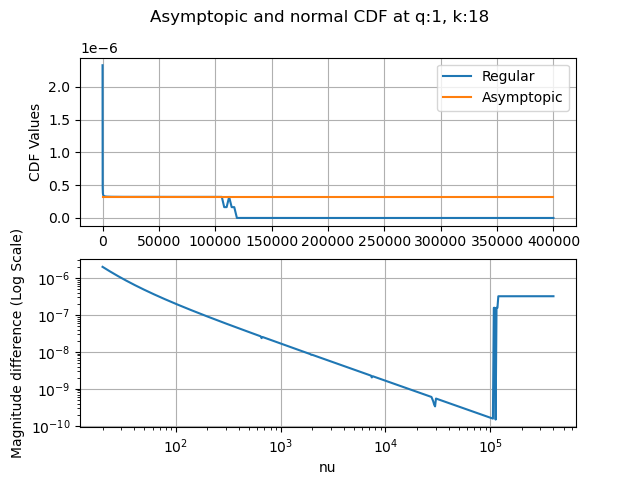 Asymptopic and normal CDF at q:1, k:18
1e−6
CDF Values
2.0
1.5
1.0
0.5
0.0
Regular
Asymptopic
0 50000 100000 150000 200000 250000 300000 350000 400000
Magnitude difference (Log Scale)
10⁻⁶
10⁻⁷
10⁻⁸
10⁻⁹
10⁻¹⁰
10² 10³ 10⁴ 10⁵
nu